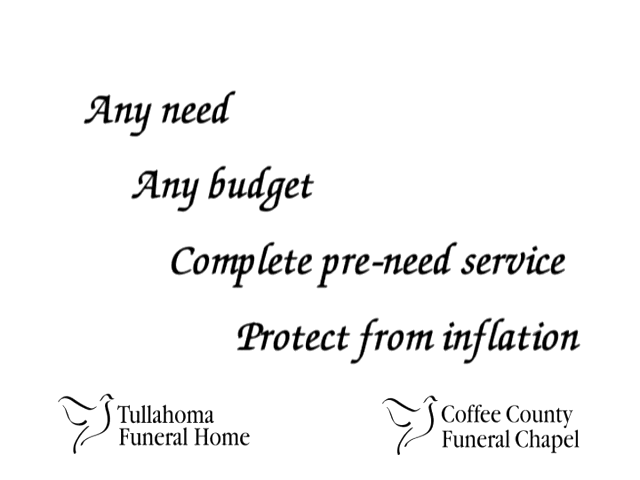 Any need
Any budget
Complete pre-need service
Protect from inflation
Tullahoma
Funeral Home
Coffee County
Funeral Chapel